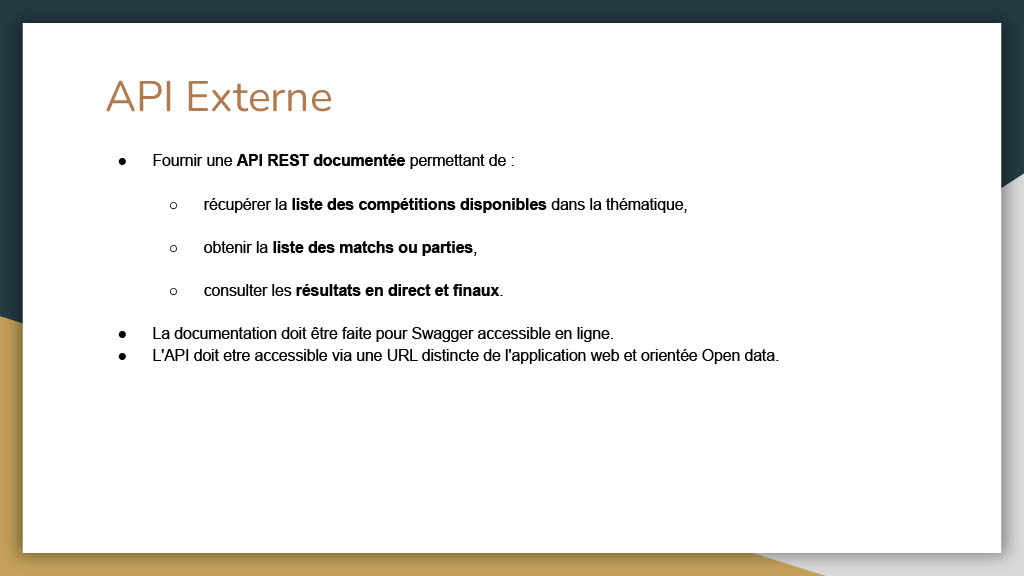 API Externe
● Fournir une API REST documentée permettant de :
○ récupérer la liste des compétitions disponibles dans la thématique,
○ obtenir la liste des matchs ou parties,
○ consulter les résultats en direct et finaux.
● La documentation doit être faite pour Swagger accessible en ligne.
● L'API doit etre accessible via une URL distincte de l'application web et orientée Open data.